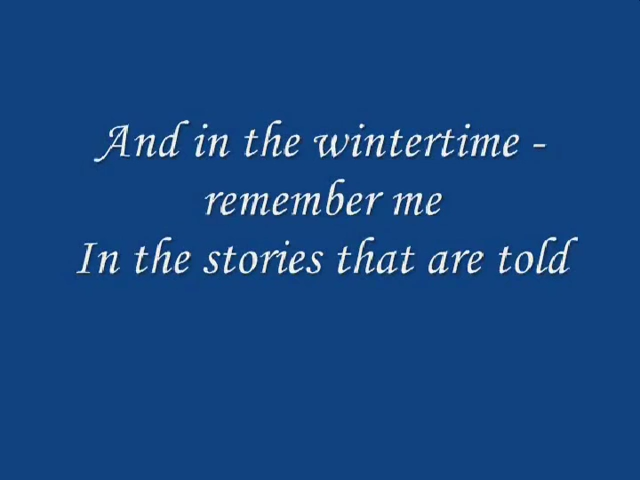 And in the wintertime -
remember me
In the stories that are told